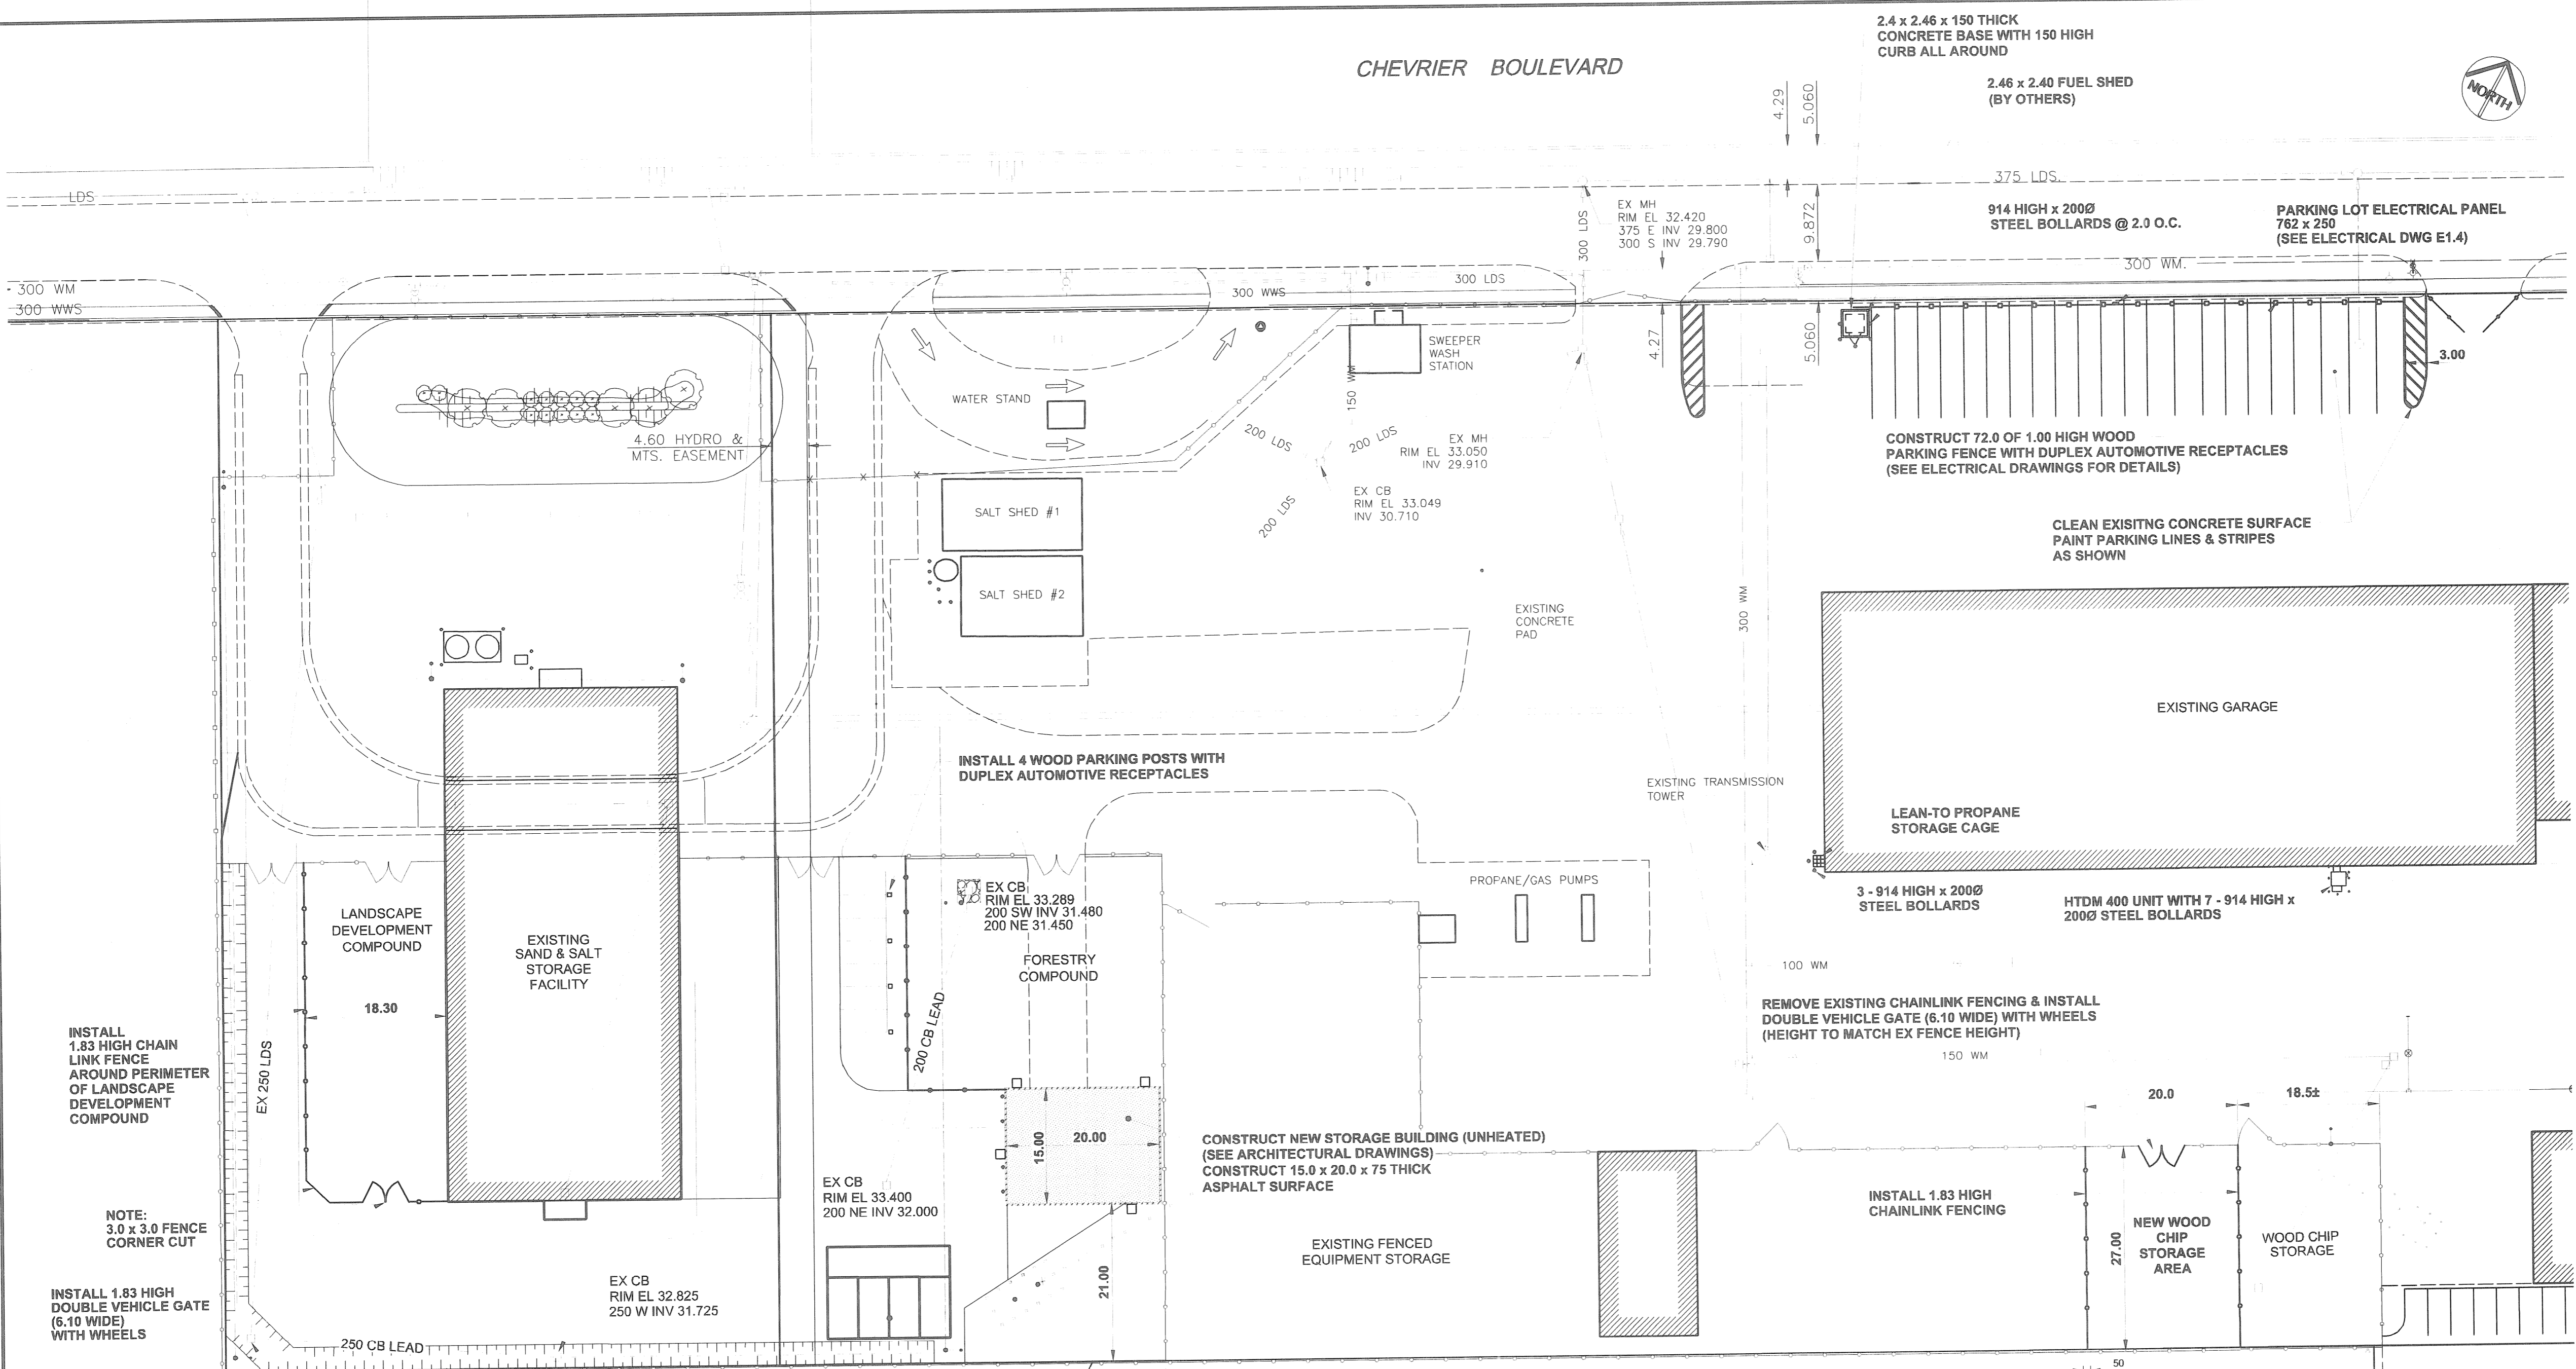 2.4 x 2.46 x 150 THICK
CONCRETE BASE WITH 150 HIGH
CURB ALL AROUND
CHEVRIER BOULEVARD
2.46 x 2.40 FUEL SHED
(BY OTHERS)
NORTH
4.29
5.060
LDS
375 LDS.
300 LDS
EX MH
RIM EL 32.420
375 E INV 29.800
300 S INV 29.790
9.872
914 HIGH x 200Ø
STEEL BOLLARDS @ 2.0 O.C.
PARKING LOT ELECTRICAL PANEL
762 x 250
(SEE ELECTRICAL DWG E1.4)
300 WM
300 WWS
300 WWS
300 LDS
300 WM.
SWEEPER
WASH
STATION
4.27
5.060
3.00
WATER STAND
150 WM
4.60 HYDRO &
MTS. EASEMENT
200 LDS
200 LDS
EX MH
RIM EL 33.050
INV 29.910
CONSTRUCT 72.0 OF 1.00 HIGH WOOD
PARKING FENCE WITH DUPLEX AUTOMOTIVE RECEPTACLES
(SEE ELECTRICAL DRAWINGS FOR DETAILS)
EX CB
RIM EL 33.049
INV 30.710
200 LDS
SALT SHED #1
CLEAN EXISITNG CONCRETE SURFACE
PAINT PARKING LINES & STRIPES
AS SHOWN
SALT SHED #2
EXISTING
CONCRETE
PAD
300 WM
EXISTING GARAGE
INSTALL 4 WOOD PARKING POSTS WITH
DUPLEX AUTOMOTIVE RECEPTACLES
EXISTING TRANSMISSION
TOWER
LEAN-TO PROPANE
STORAGE CAGE
PROPANE/GAS PUMPS
EX CB
RIM EL 33.289
200 SW INV 31.480
200 NE 31.450
3 - 914 HIGH x 200Ø
STEEL BOLLARDS
HTDM 400 UNIT WITH 7 - 914 HIGH x
200Ø STEEL BOLLARDS
LANDSCAPE
DEVELOPMENT
COMPOUND
EXISTING
SAND & SALT
STORAGE
FACILITY
FORESTRY
COMPOUND
100 WM
18.30
200 CB LEAD
REMOVE EXISTING CHAINLINK FENCING & INSTALL
DOUBLE VEHICLE GATE (6.10 WIDE) WITH WHEELS
(HEIGHT TO MATCH EX FENCE HEIGHT)
150 WM
INSTALL
1.83 HIGH CHAIN
LINK FENCE
AROUND PERIMETER
OF LANDSCAPE
DEVELOPMENT
COMPOUND
EX 250 LDS
20.0
18.5±
15.00
20.00
CONSTRUCT NEW STORAGE BUILDING (UNHEATED)
(SEE ARCHITECTURAL DRAWINGS)
CONSTRUCT 15.0 x 20.0 x 75 THICK
ASPHALT SURFACE
EX CB
RIM EL 33.400
200 NE INV 32.000
INSTALL 1.83 HIGH
CHAINLINK FENCING
NOTE:
3.0 x 3.0 FENCE
CORNER CUT
EXISTING FENCED
EQUIPMENT STORAGE
27.00
NEW WOOD
CHIP
STORAGE
AREA
WOOD CHIP
STORAGE
21.00
EX CB
RIM EL 32.825
250 W INV 31.725
INSTALL 1.83 HIGH
DOUBLE VEHICLE GATE
(6.10 WIDE)
WITH WHEELS
250 CB LEAD
50